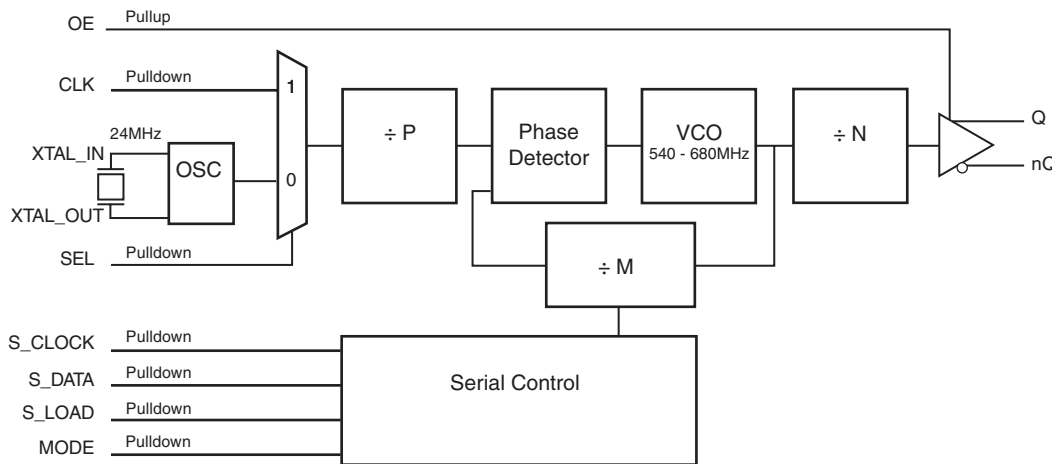 OE Pullup
CLK Pulldown
1
÷ P
Phase
Detector
VCO
540 - 680MHz
÷ N
Q
nQ
24MHz
XTAL_IN
OSC
0
XTAL_OUT
SEL Pulldown
÷ M
S_CLOCK Pulldown
S_DATA Pulldown
S_LOAD Pulldown
MODE Pulldown
Serial Control